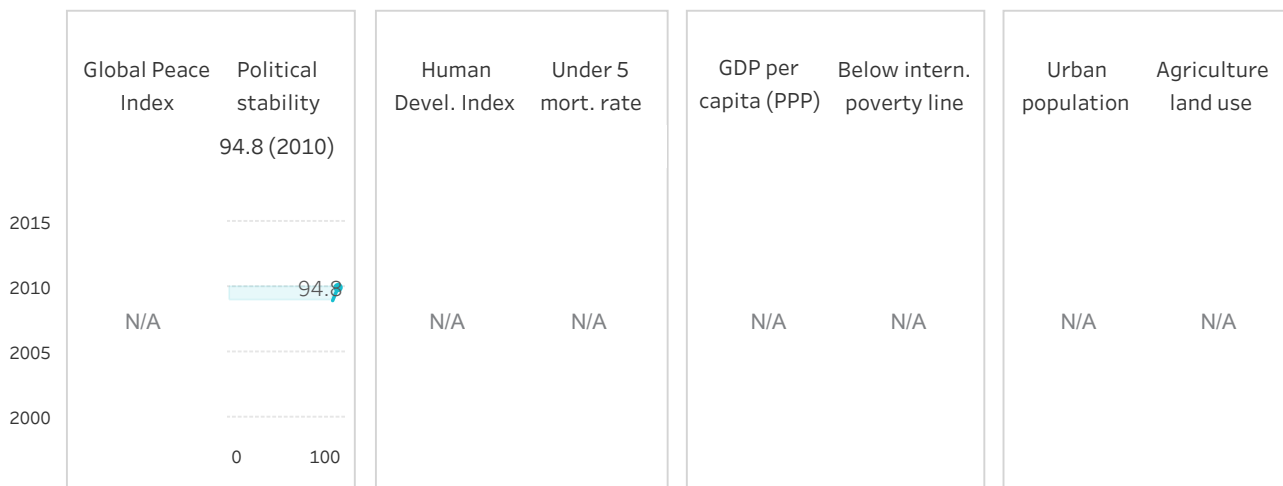 Global Peace
Index
Political
stability
94.8 (2010)
Human
Devel. Index
Under 5
mort. rate
GDP per
capita (PPP)
Below intern.
poverty line
Urban
population
Agriculture
land use
2015
2010
2005
2000
94.8
0
100
N/A
N/A
N/A
N/A
N/A
N/A
N/A